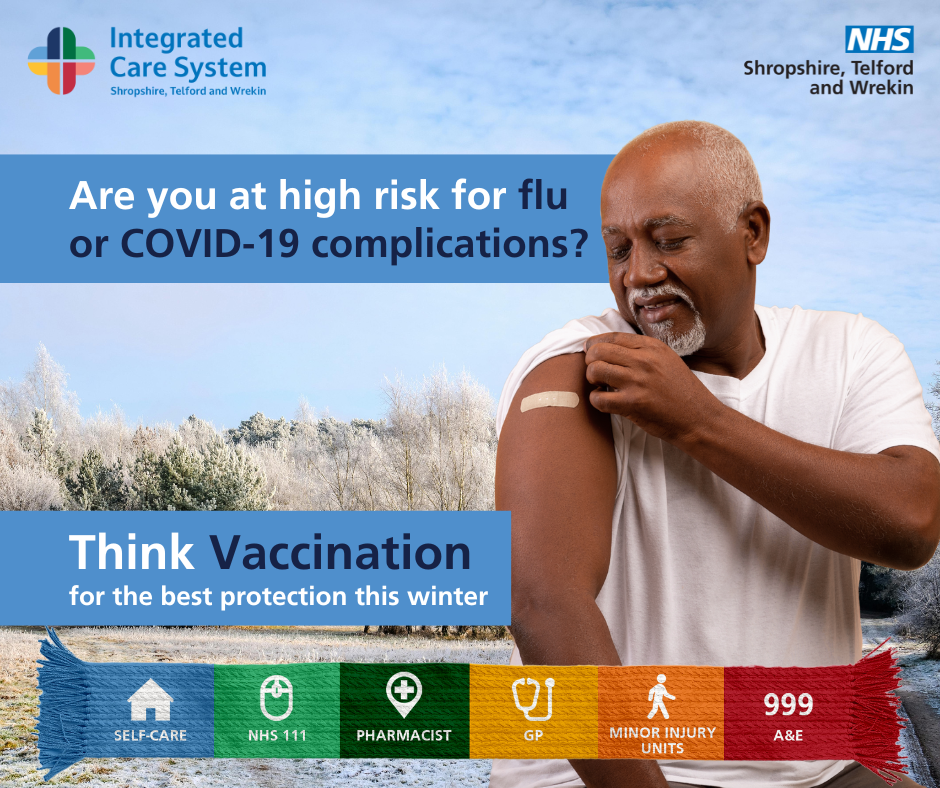 Integrated
Care System
Shropshire, Telford and Wrekin
NHS
Shropshire, Telford
and Wrekin
Are you at high risk for flu
or COVID-19 complications?
Think Vaccination
for the best protection this winter
SELF-CARE
NHS 111
PHARMACIST
GP
MINOR INJURY
UNITS
999
A&E